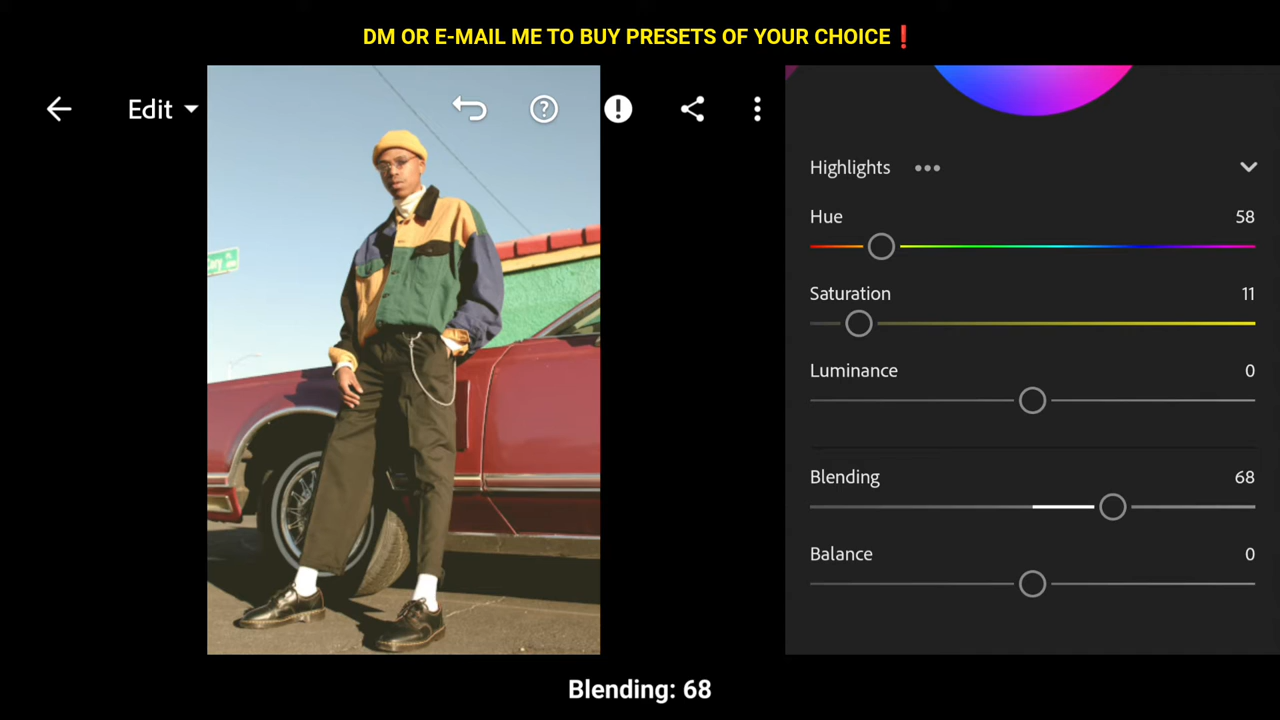 DM OR E-MAIL ME TO BUY PRESETS OF YOUR CHOICE❗
Edit
Highlights
Hue 58
Saturation 11
Luminance 0
Blending 68
Balance 0
Blending: 68